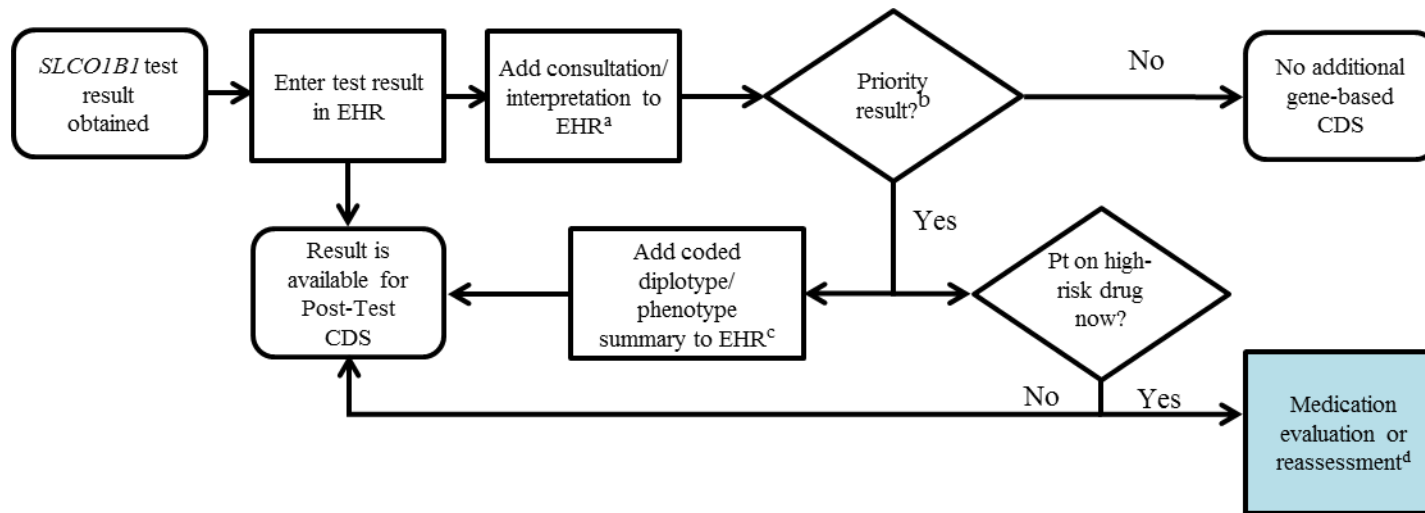 SLCO1B1 test
result
obtained
Enter test result
in EHR
Add consultation/
interpretation to
EHRa
Priority
result?b
No
No additional
gene-based
CDS
Yes
Result is
available for
Post-Test
CDS
Add coded
diplotype/
phenotype
summary to EHRc
Pt on high-
risk drug
now?
No
Yes
Medication
evaluation or
reassessmentd